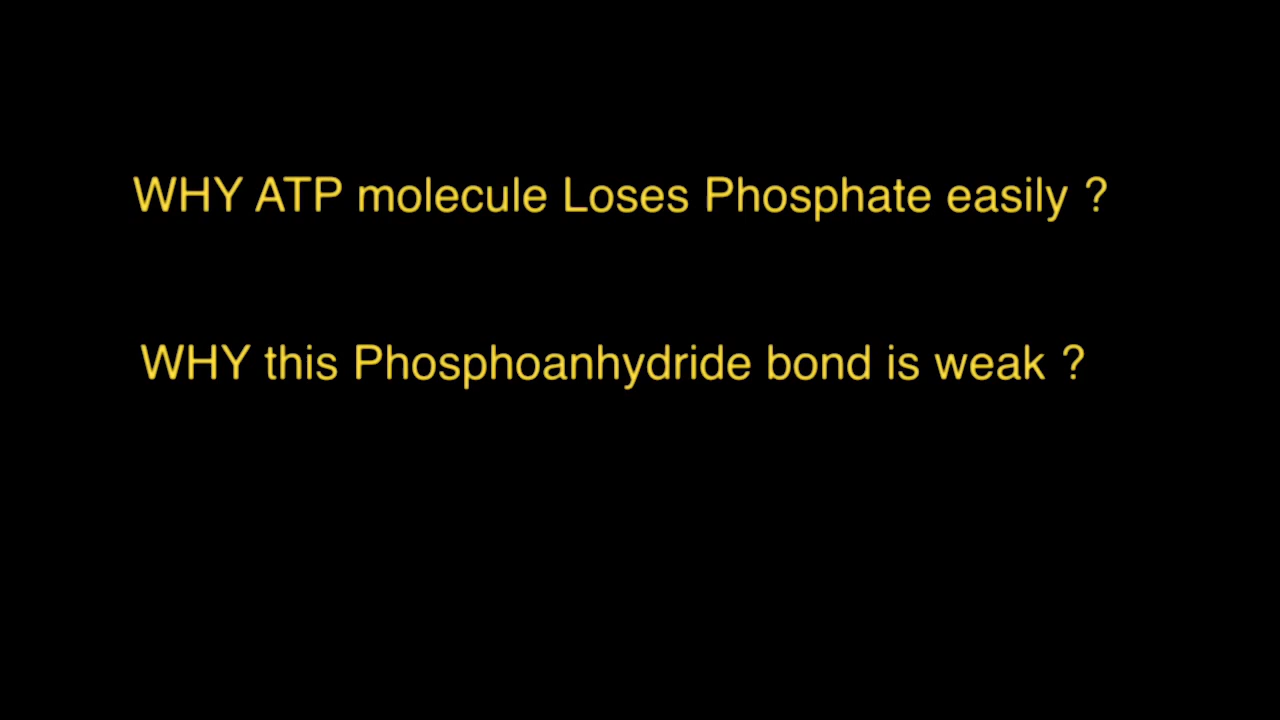 WHY ATP molecule Loses Phosphate easily ?
WHY this Phosphoanhydride bond is weak ?